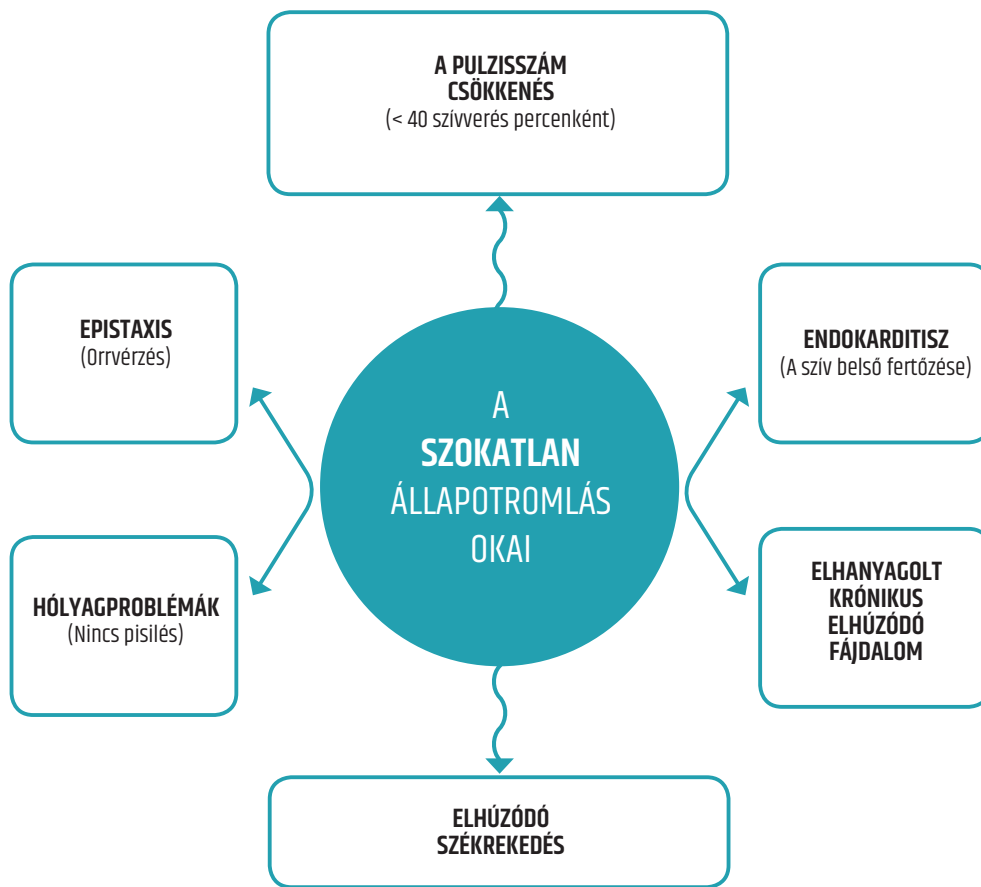 A PULZISSZÁM
CSÖKKENÉS
(< 40 szívverés percenként)
EPISTAXIS
(Orrvérzés)
ENDOKARDITISZ
(A szív belső fertőzése)
A
SZOKATLAN
ÁLLAPOTROMLÁS
OKAI
HÓLYAGPROBLÉMÁK
(Nincs pisilés)
ELHANYAGOLT
KRÓNIKUS
ELHÚZÓDÓ
FÁJDALOM
ELHÚZÓDÓ
SZÉKREKEDÉS